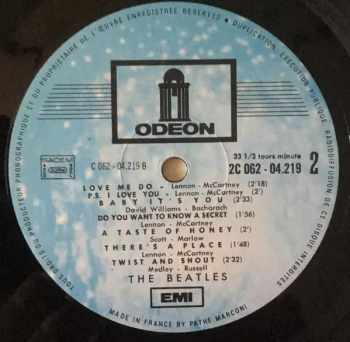 TOUS DROITS DU PRODUCTEUR PHONOGRAPHIQUE ET DU PROPRIETAIRE DE L'ŒUVRE ENREGISTREE RESERVES • DUPLICATION, EXECUTION PUBLIQUE, RADIODIFFUSION DE CE DISQUE INTERDITES
ODEON
33 1/3 tours minute
C 062 - 04.219 B
2C 062 - 04.219
2
LOVE ME DO - Lennon - McCartney (2'18)
P.S. I LOVE YOU - Lennon - McCartney (2'02)
BABY IT'S YOU (2'33)
David Williams - Bacharach
DO YOU WANT TO KNOW A SECRET (1'56)
Lennon - McCartney
A TASTE OF HONEY (2'2)
Scott - Marlow
THERE'S A PLACE (1'48)
Lennon - McCartney
TWIST AND SHOUT (2'32)
Medley - Russell
THE BEATLES
EMI
MADE IN FRANCE BY PATHE MARCONI